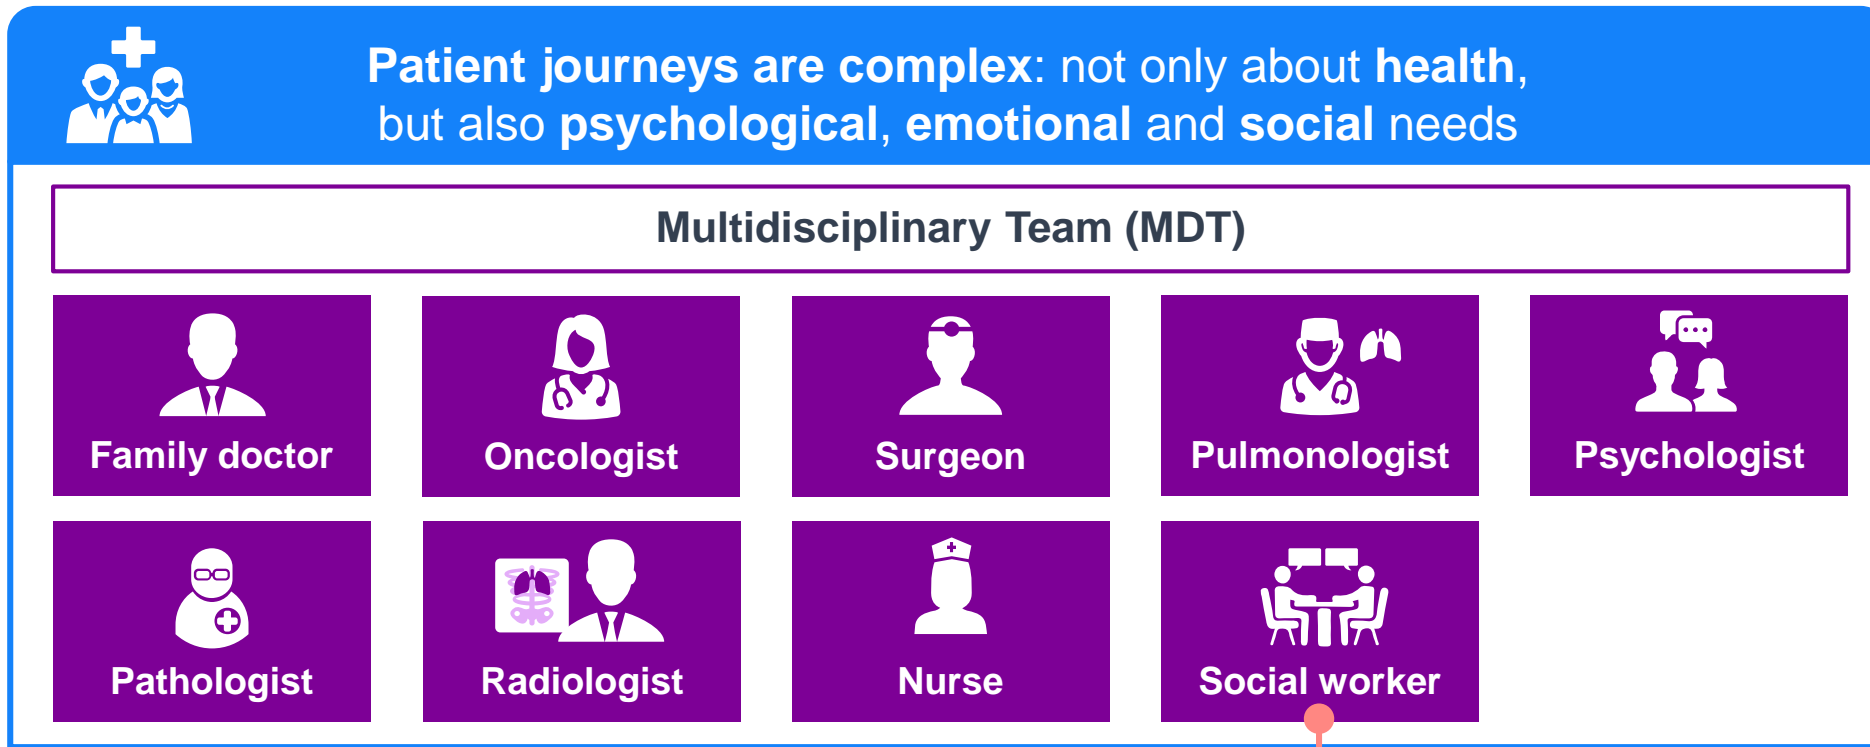 Patient journeys are complex: not only about health,
but also psychological, emotional and social needs
Multidisciplinary Team (MDT)
Family doctor
Oncologist
Surgeon
Pulmonologist
Psychologist
Pathologist
Radiologist
Nurse
Social worker